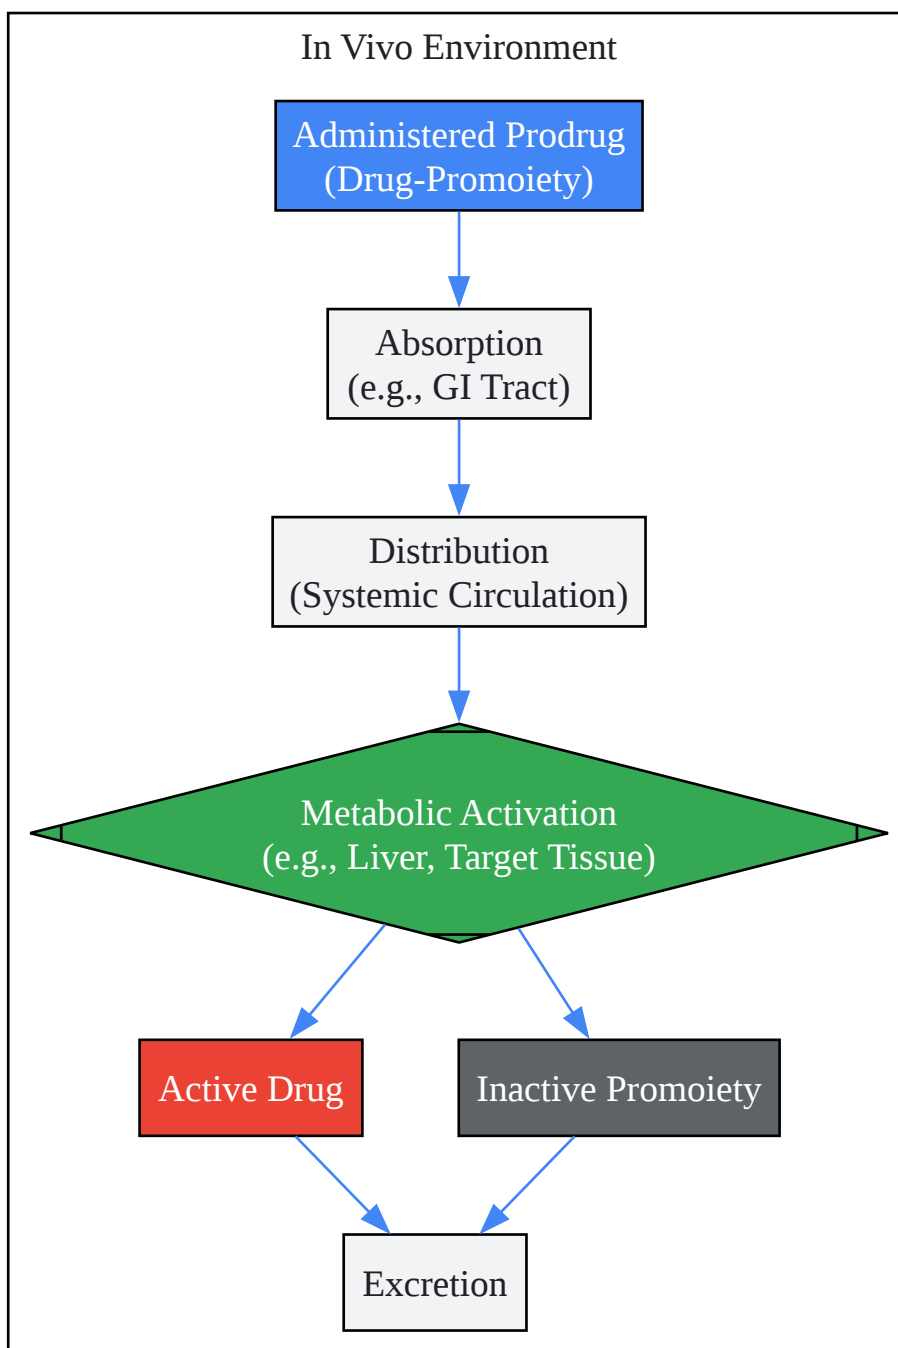 In Vivo Environment
Administered Prodrug
(Drug-Promoiety)
Absorption
(e.g., GI Tract)
Distribution
(Systemic Circulation)
Metabolic Activation
(e.g., Liver, Target Tissue)
Active Drug
Inactive Promoiety
Excretion